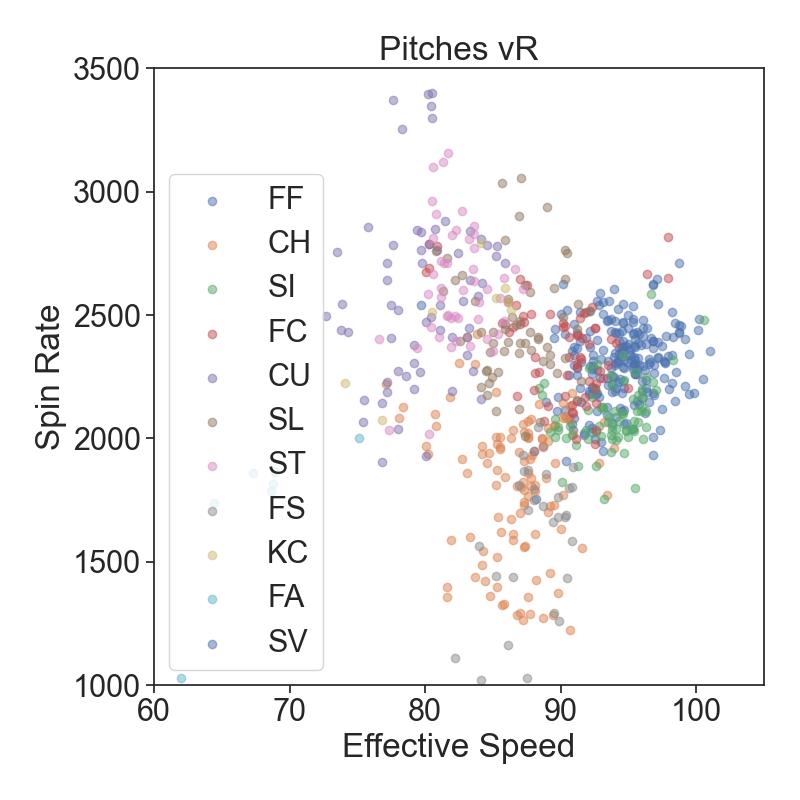 Pitches vR
3500
3000
2500
2000
1500
1000
Spin Rate
FF
CH
SI
FC
CU
SL
ST
FS
KC
FA
SV
60
70
80
90
100
Effective Speed